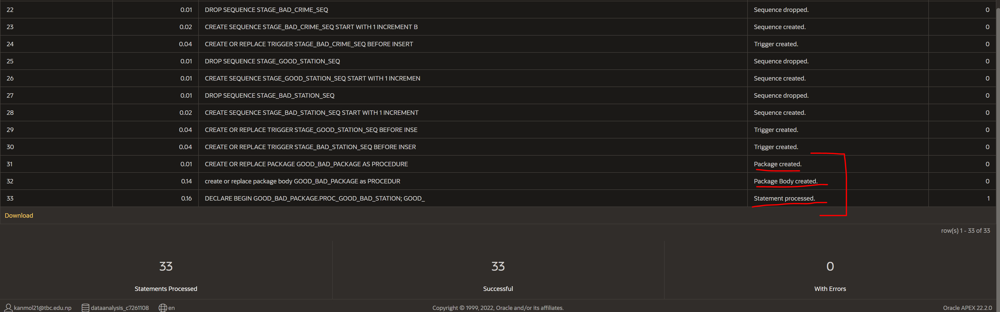 22 0.01 DROP SEQUENCE STAGE_BAD_CRIME_SEQ Sequence dropped. 0
23 0.02 CREATE SEQUENCE STAGE_BAD_CRIME_SEQ START WITH 1 INCREMENT B Sequence created. 0
24 0.04 CREATE OR REPLACE TRIGGER STAGE_BAD_CRIME_SEQ BEFORE INSERT Trigger created. 0
25 0.01 DROP SEQUENCE STAGE_GOOD_STATION_SEQ Sequence dropped. 0
26 0.01 CREATE SEQUENCE STAGE_GOOD_STATION_SEQ START WITH 1 INCREMEN Sequence created. 0
27 0.01 DROP SEQUENCE STAGE_BAD_STATION_SEQ Sequence dropped. 0
28 0.02 CREATE SEQUENCE STAGE_BAD_STATION_SEQ START WITH 1 INCREMENT Sequence created. 0
29 0.04 CREATE OR REPLACE TRIGGER STAGE_GOOD_STATION_SEQ BEFORE INSE Trigger created. 0
30 0.04 CREATE OR REPLACE TRIGGER STAGE_BAD_STATION_SEQ BEFORE INSER Trigger created. 0
31 0.01 CREATE OR REPLACE PACKAGE GOOD_BAD_PACKAGE AS PROCEDURE Package created. 0
32 0.14 create or replace package body GOOD_BAD_PACKAGE as PROCEDUR Package Body created. 0
33 0.16 DECLARE BEGIN GOOD_BAD_PACKAGE.PROC_GOOD_BAD_STATION; GOOD_ Statement processed. 1
Download
row(s) 1 - 33 of 33
33 33 0
Statements Processed Successful With Errors
kanmol21@tbc.edu.np dataanalysis_c7261108 en Copyright © 1999, 2022, Oracle and/or its affiliates. Oracle APEX 22.2.0